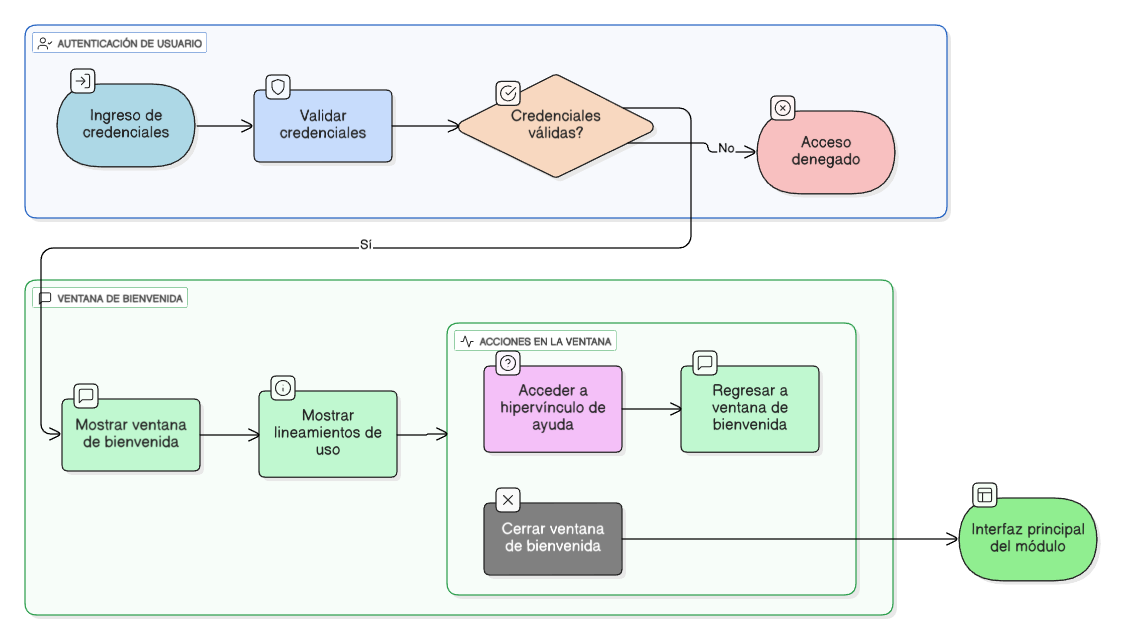 AUTENTICACIÓN DE USUARIO
Ingreso de
credenciales
Validar
credenciales
Credenciales
válidas?
No
Acceso
denegado
Sí
VENTANA DE BIENVENIDA
Mostrar ventana
de bienvenida
Mostrar
lineamientos de
uso
ACCIONES EN LA VENTANA
Acceder a
hipervínculo de
ayuda
Regresar a
ventana de
bienvenida
Cerrar ventana
de bienvenida
Interfaz principal
del módulo